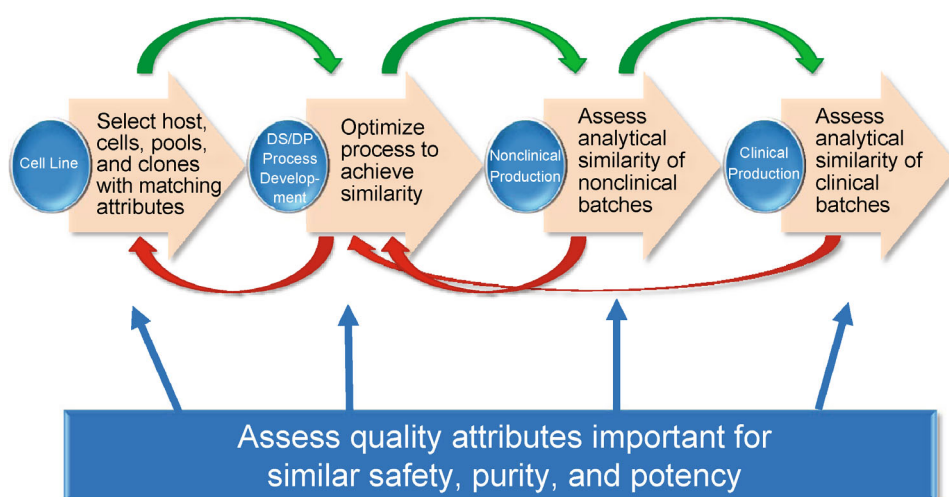 Cell Line
Select host,
cells, pools,
and clones
with matching
attributes
DS/DP
Process
Develop-
ment
Optimize
process to
achieve
similarity
Nonclinical
Production
Assess
analytical
similarity of
nonclinical
batches
Clinical
Production
Assess
analytical
similarity of
clinical
batches
Assess quality attributes important for
similar safety, purity, and potency